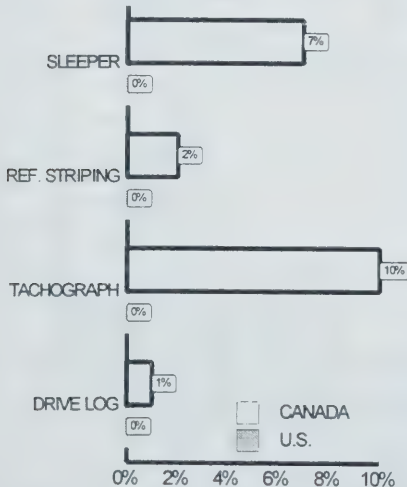 7%
SLEEPER
0%
2%
REF. STRIPING
0%
10%
TACHOGRAPH
0%
1%
DRIVE LOG
0%
CANADA
U.S.
0% 2% 4% 6% 8% 10%